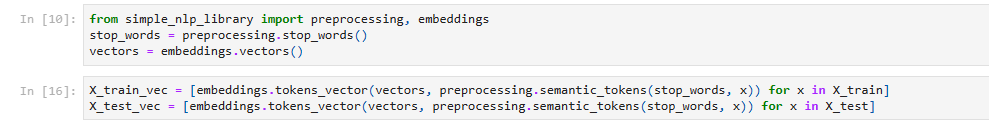 In [10]: from simple_nlp_library import preprocessing, embeddings
stop_words = preprocessing.stop_words()
vectors = embeddings.vectors()
In [16]: X_train_vec = [embeddings.tokens_vector(vectors, preprocessing.semantic_tokens(stop_words, x)) for x in X_train]
X_test_vec = [embeddings.tokens_vector(vectors, preprocessing.semantic_tokens(stop_words, x)) for x in X_test]